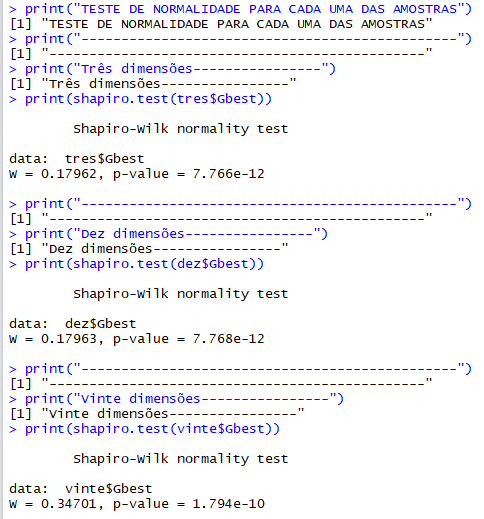 > print("TESTE DE NORMALIDADE PARA CADA UMA DAS AMOSTRAS")
[1] "TESTE DE NORMALIDADE PARA CADA UMA DAS AMOSTRAS"
> print("-----------------------------------------------")
[1] "-----------------------------------------------"
> print("Três dimensões----------------")
[1] "Três dimensões----------------"
> print(shapiro.test(tres$Gbest))
Shapiro-Wilk normality test
data:  tres$Gbest
W = 0.17962, p-value = 7.766e-12
> print("-----------------------------------------------")
[1] "-----------------------------------------------"
> print("Dez dimensões----------------")
[1] "Dez dimensões----------------"
> print(shapiro.test(dez$Gbest))
Shapiro-Wilk normality test
data:  dez$Gbest
W = 0.17963, p-value = 7.768e-12
> print("-----------------------------------------------")
[1] "-----------------------------------------------"
> print("Vinte dimensões----------------")
[1] "Vinte dimensões----------------"
> print(shapiro.test(vinte$Gbest))
Shapiro-Wilk normality test
data:  vinte$Gbest
W = 0.34701, p-value = 1.794e-10